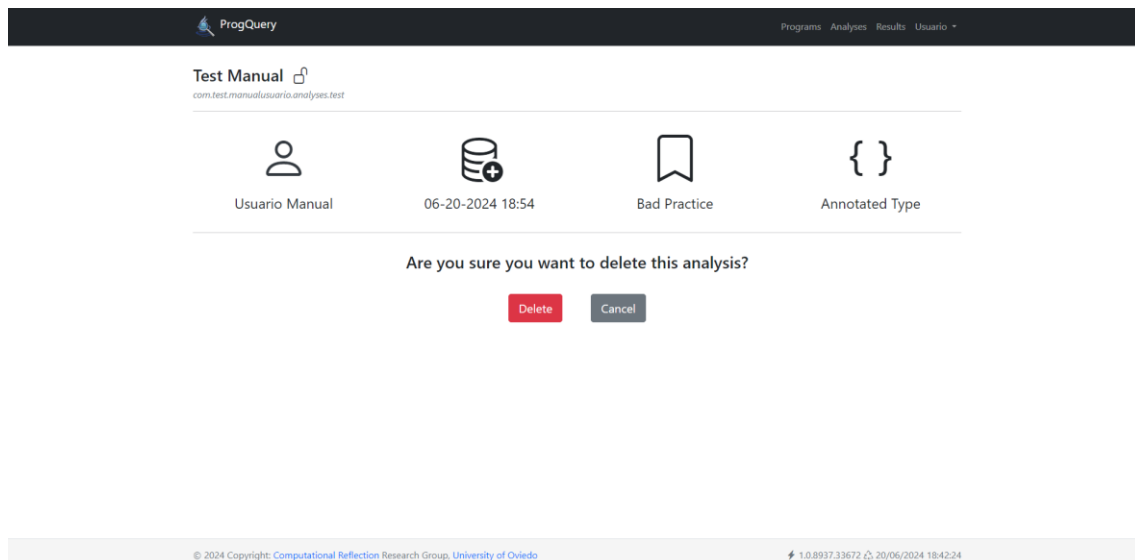 ProgQuery
Programs Analyses Results Usuario
Test Manual
com.test.manualusuario.analyses.test
Usuario Manual
06-20-2024 18:54
Bad Practice
{ }
Annotated Type
Are you sure you want to delete this analysis?
Delete
Cancel
© 2024 Copyright: Computational Reflection Research Group, University of Oviedo
1.0.8937.33672 20/06/2024 18:42:24